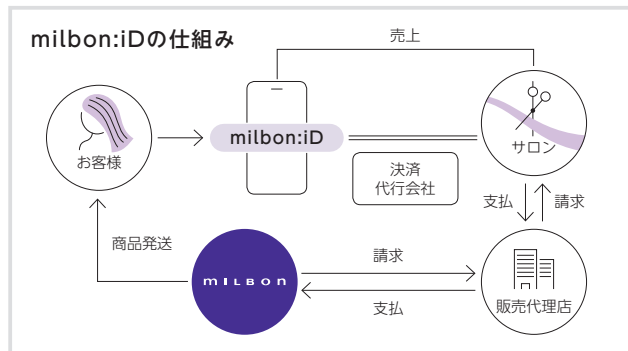 milbon:iDの仕組み
売上
milbon:iD
お客様
サロン
決済
代行会社
支払
請求
商品発送
MILBON
請求
支払
販売代理店